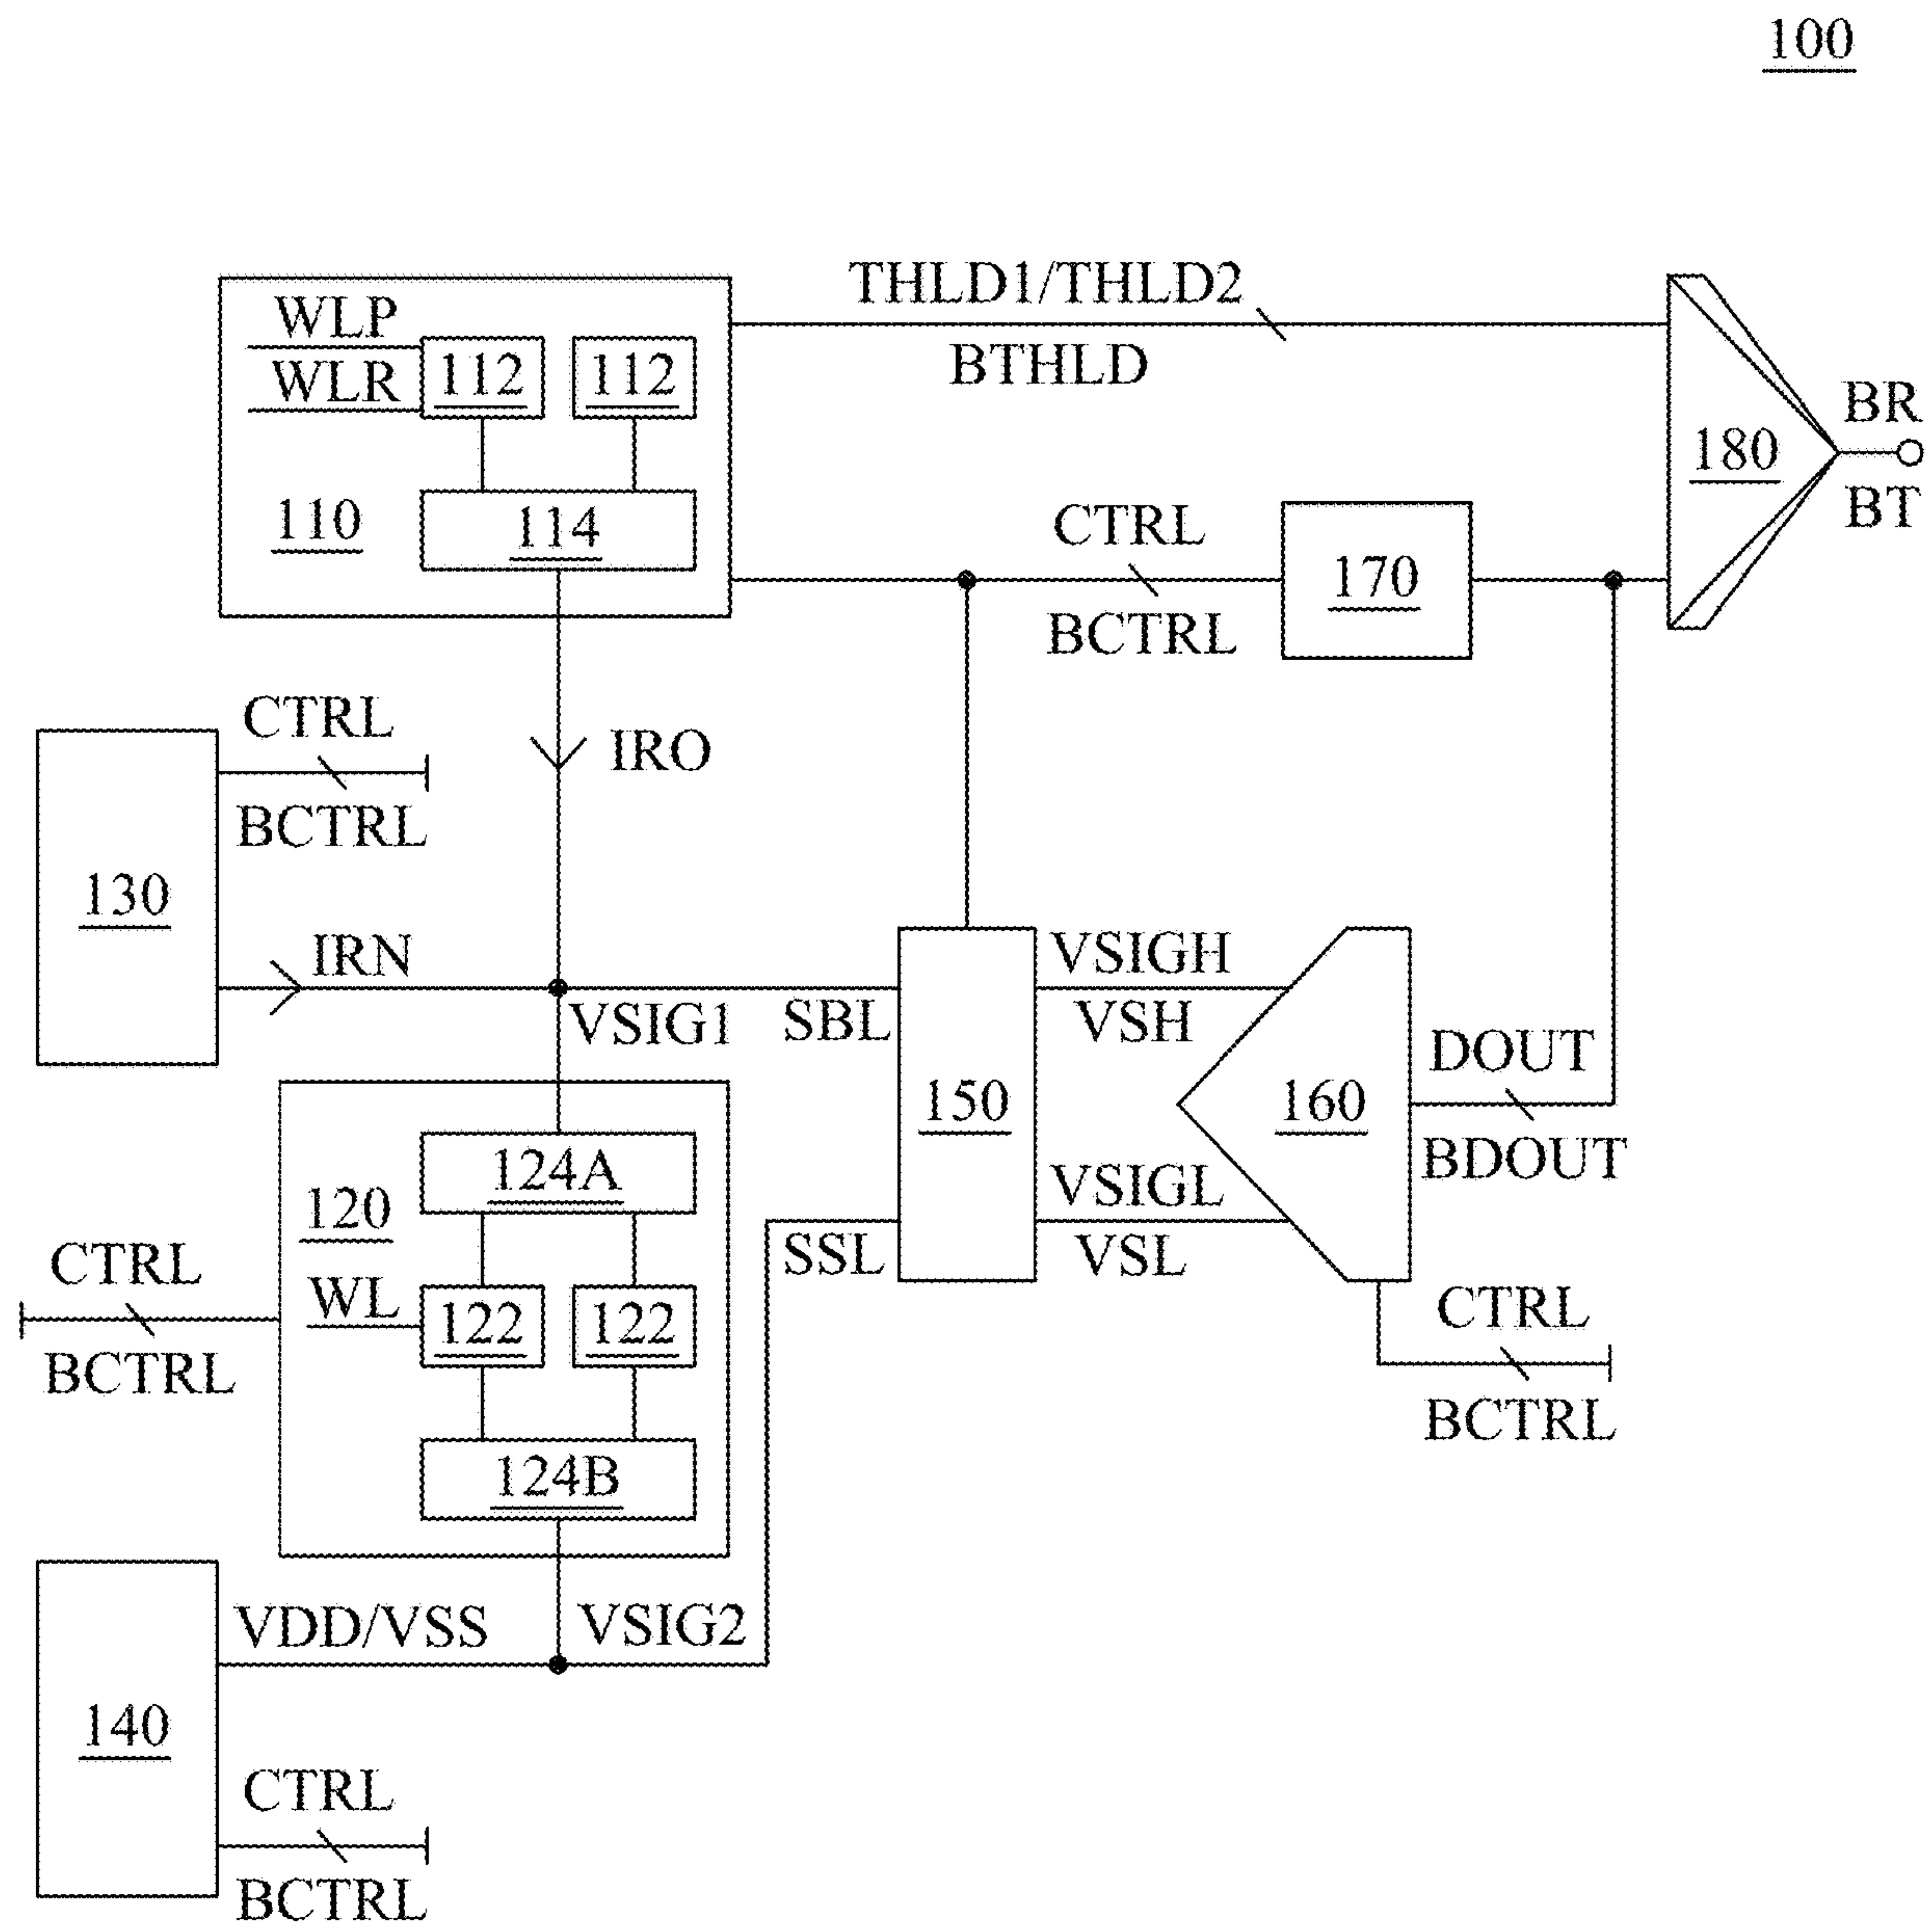 100
THLD1/THLD2
BTHLD
WLP
WLR
112 112
110
114
180
BR
BT
CTRL
BCTRL
170
CTRL
BCTRL
IRO
130
IRN
VSIG1
SBL
150
VSIGH
VSH
160
DOUT
BDOUT
VSIGL
VSL
SSL
124A
120
CTRL
BCTRL
WL
122 122
124B
CTRL
BCTRL
VDD/VSS
VSIG2
140
CTRL
BCTRL